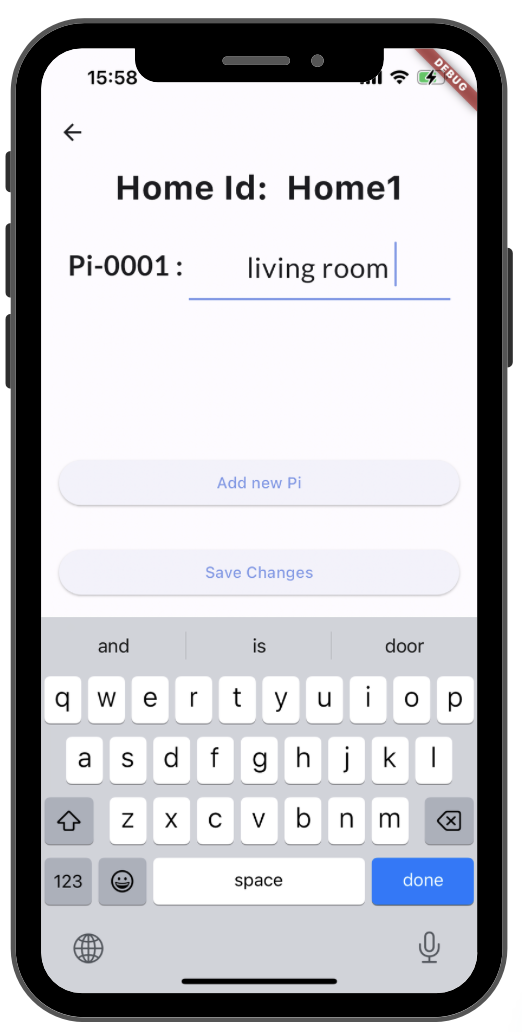 15:58
DEBUG
Home Id: Home1
Pi-0001 : living room
Add new Pi
Save Changes
and is door
q w e r t y u i o p
a s d f g h j k l
z x c v b n m
123 space done